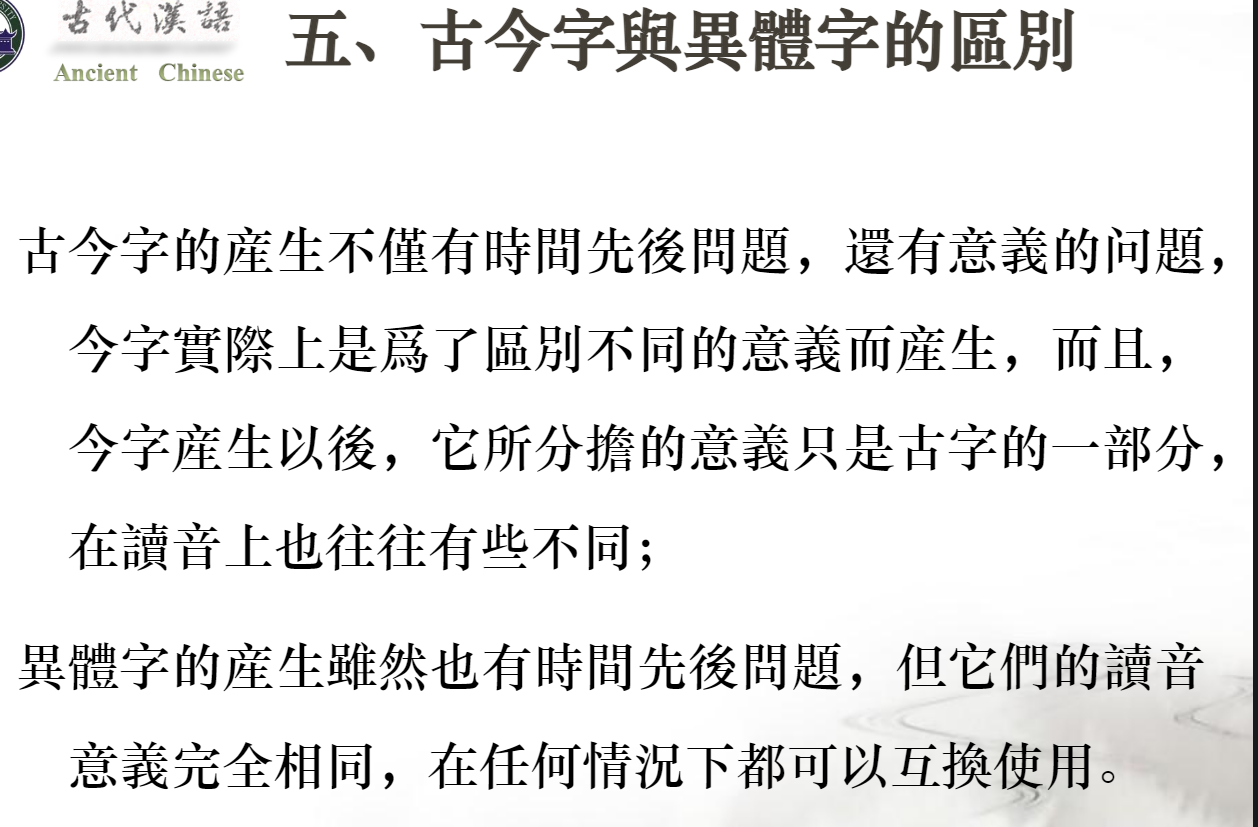 古代漢語
Ancient Chinese
五、古今字與異體字的區別
古今字的産生不僅有時間先後問題，還有意義的问題，
今字實際上是爲了區別不同的意義而産生，而且，
今字産生以後，它所分擔的意義只是古字的一部分，
在讀音上也往往有些不同；
異體字的産生雖然也有時間先後問題，但它們的讀音
意義完全相同，在任何情況下都可以互換使用。